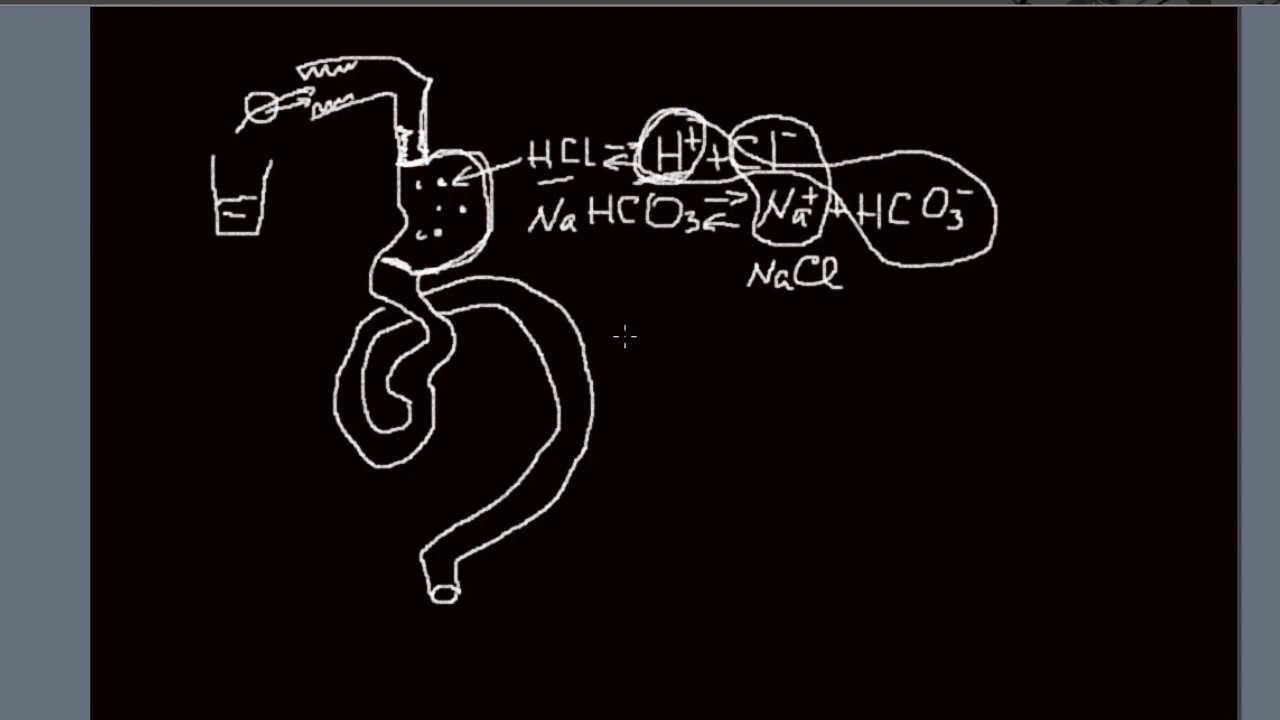 HCl ⇌ H⁺ + Cl⁻
NaHCO₃ ⇌ Na⁺ + HCO₃⁻
NaCl